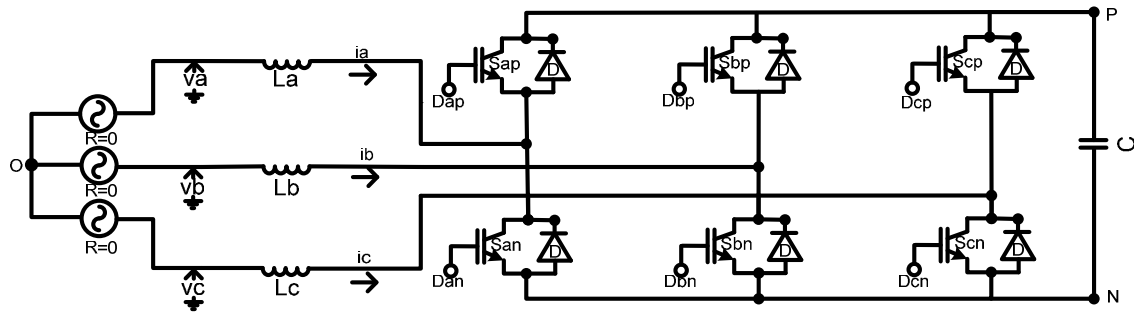 P
ia
Sap
D
Sbp
D
Scp
D
va
La
Dap
Dbp
Dcp
R=0
C
O
ib
R=0
vb
Lb
R=0
San
D
Sbn
D
Scn
D
ic
Dan
Dbn
Dcn
vc
Lc
N